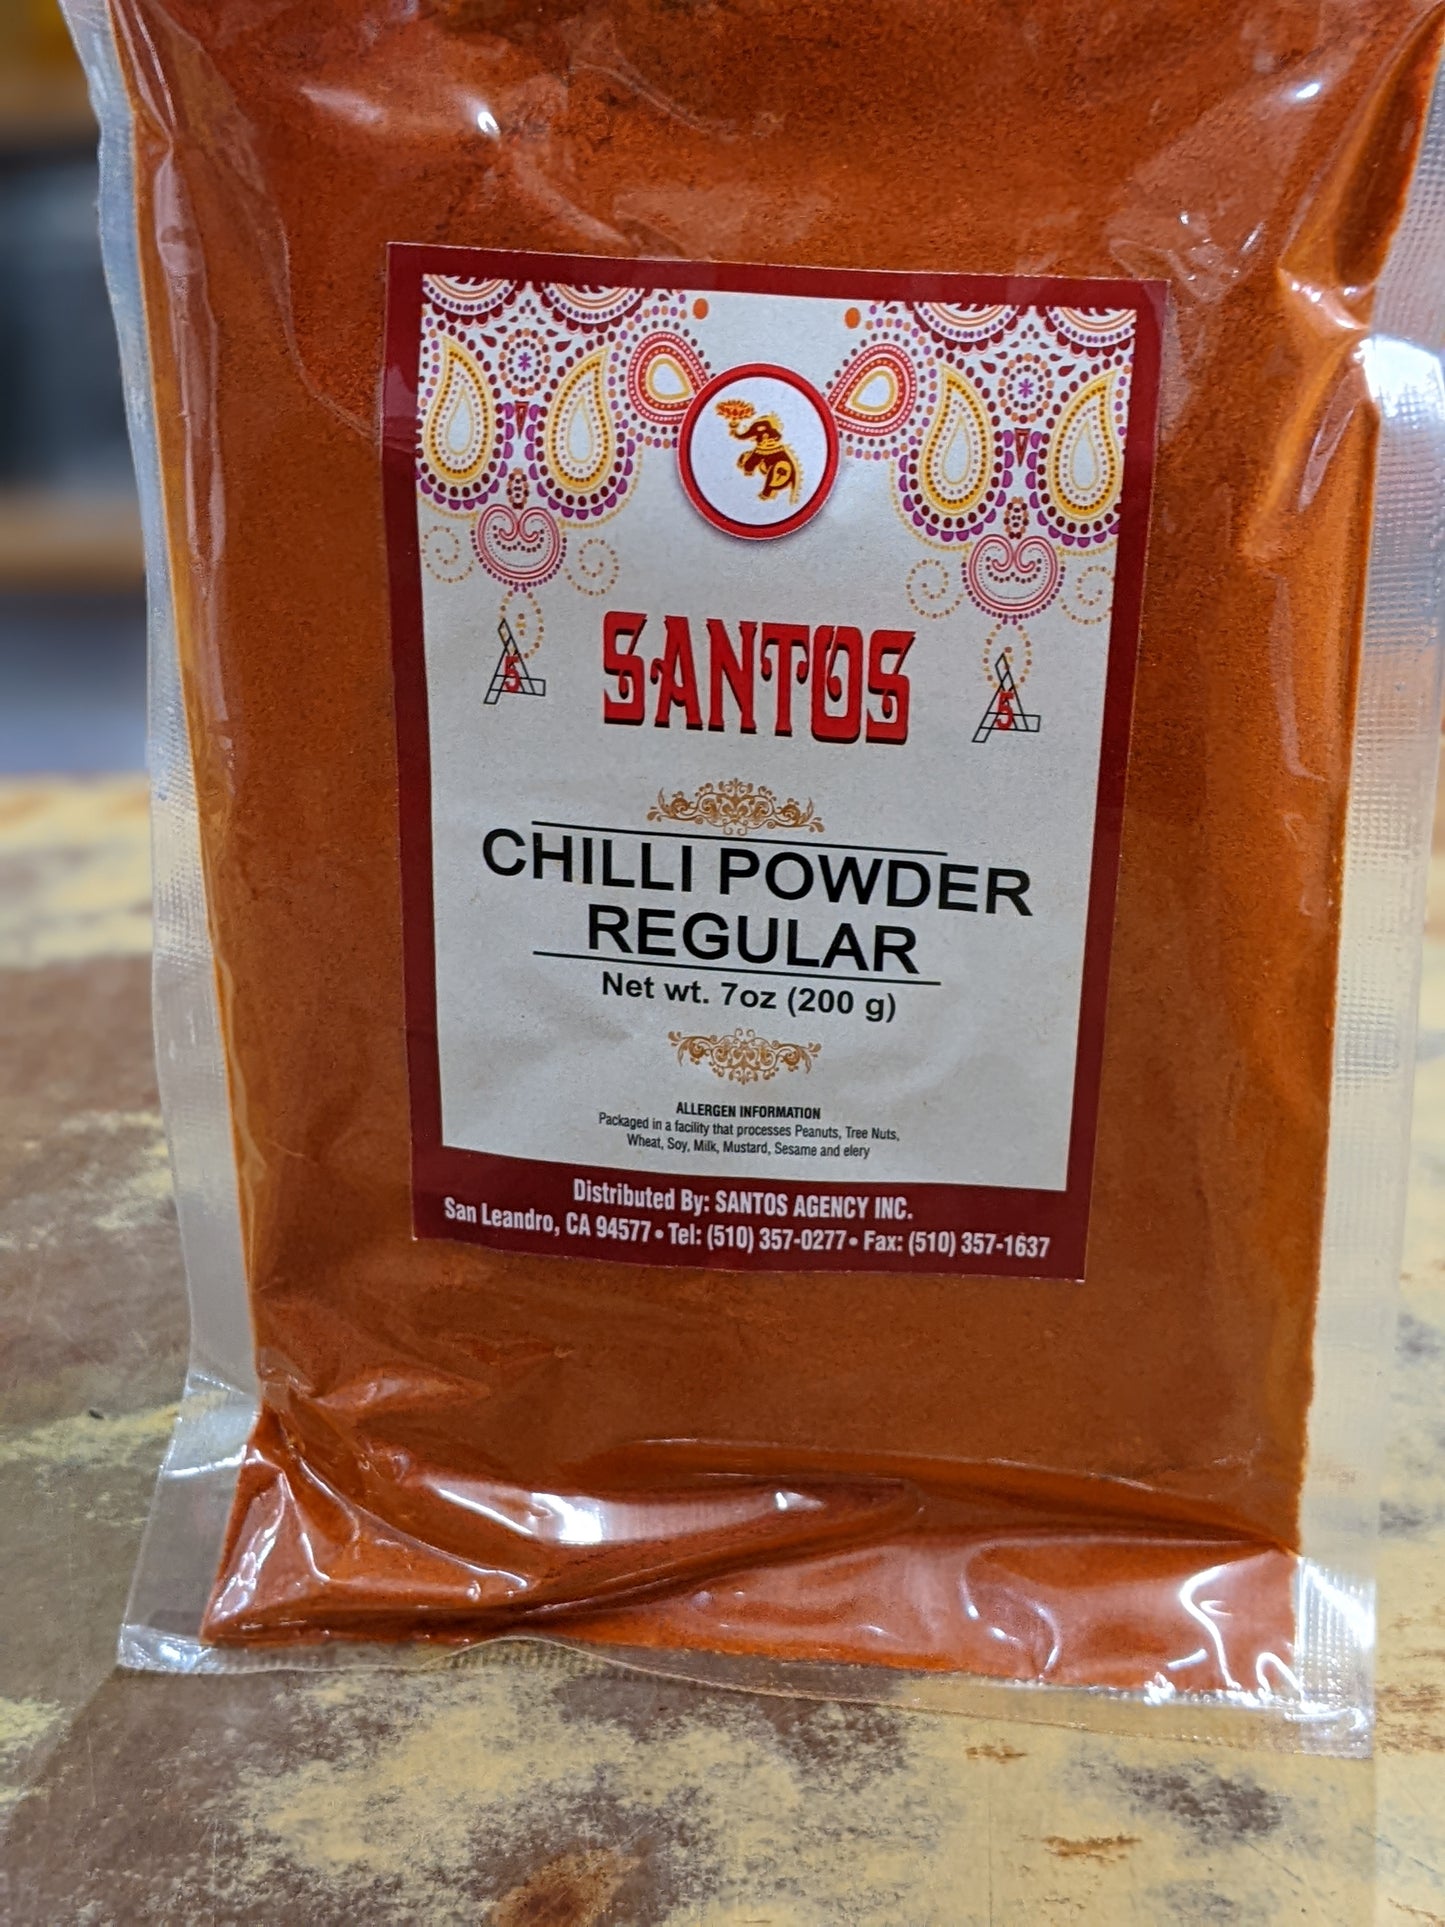 SANTOS
5
5
CHILLI POWDER
REGULAR
Net wt. 7oz (200 g)
ALLERGEN INFORMATION
Packaged in a facility that processes Peanuts, Tree Nuts,
Wheat, Soy, Milk, Mustard, Sesame and elery
Distributed By: SANTOS AGENCY INC.
San Leandro, CA 94577 • Tel: (510) 357-0277 • Fax: (510) 357-1637